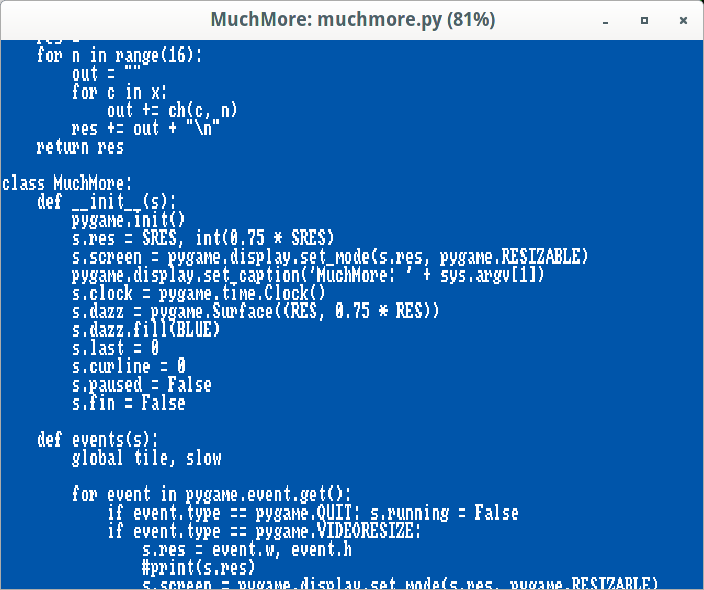 MuchMore: muchmore.py (81%)
res =
    for n in range(16):
        out = ""
        for c in x:
            out += ch(c, n)
        res += out + "\n"
    return res

class MuchMore:
    def __init__(s):
        pygame.init()
        s.res = SRES, int(0.75 * SRES)
        s.screen = pygame.display.set_mode(s.res, pygame.RESIZABLE)
        pygame.display.set_caption('MuchMore: ' + sys.argv[1])
        s.clock = pygame.time.Clock()
        s.dazz = pygame.Surface((RES, 0.75 * RES))
        s.dazz.fill(BLUE)
        s.last = 0
        s.curline = 0
        s.paused = False
        s.fin = False

    def events(s):
        global tile, slow

        for event in pygame.event.get():
            if event.type == pygame.QUIT: s.running = False
            if event.type == pygame.VIDEORESIZE:
                s.res = event.w, event.h
                #print(s.res)
                s.screen = pygame.display.set_mode(s.res, pygame.RESIZABLE)